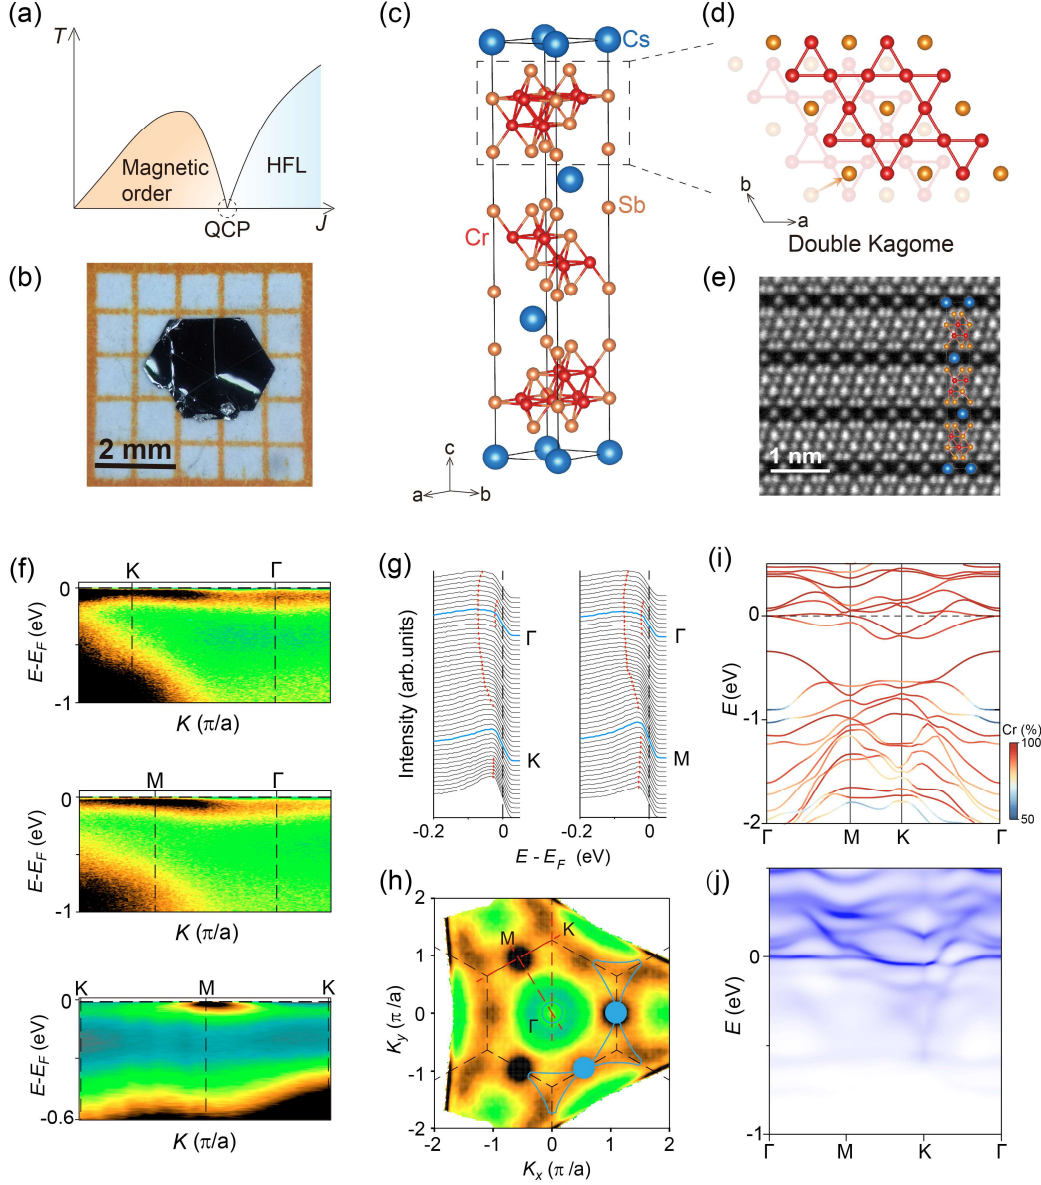 (a)
T
Magnetic
order
HFL
QCP
J
(b)
2 mm
(c)
Cs
Sb
Cr
c
a
b
(d)
b
a
Double Kagome
(e)
1 nm
(f)
K
Γ
0
E-E_F (eV)
-1
K (π/a)
M
Γ
0
E-E_F (eV)
-1
K (π/a)
K
M
K
0
E-E_F (eV)
-0.6
K (π/a)
(g)
Intensity (arb.units)
Γ
K
Γ
M
-0.2
0
-0.2
0
E - E_F (eV)
(h)
2
1
0
-1
-2
K_y (π /a)
M
K
Γ
-2
-1
0
1
2
K_x (π /a)
(i)
0
-1
-2
E (eV)
Cr (%)
100
50
Γ
M
K
Γ
(j)
0
-1
E (eV)
Γ
M
K
Γ